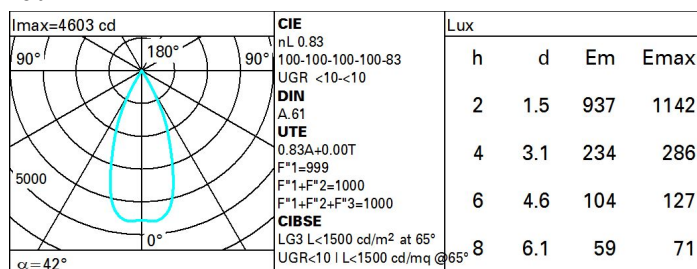 Imax=4603 cd
90°
180°
90°
5000
0°
α=42°
CIE
nL 0.83
100-100-100-100-83
UGR <10-<10
DIN
A.61
UTE
0.83A+0.00T
F"1=999
F"1+F"2=1000
F"1+F"2+F"3=1000
CIBSE
LG3 L<1500 cd/m² at 65°
UGR<10 | L<1500 cd/mq @65°
Lux
h d Em Emax
2 1.5 937 1142
4 3.1 234 286
6 4.6 104 127
8 6.1 59 71